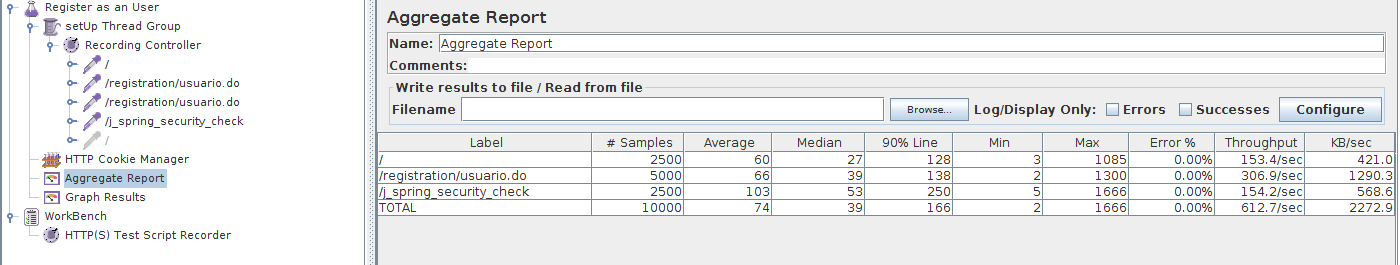 Register as an User
setUp Thread Group
Recording Controller
/
/registration/usuario.do
/registration/usuario.do
/j_spring_security_check
/
HTTP Cookie Manager
Aggregate Report
Graph Results
WorkBench
HTTP(S) Test Script Recorder
Aggregate Report
Name: Aggregate Report
Comments:
Write results to file / Read from file
Filename Browse... Log/Display Only: Errors Successes Configure
Label # Samples Average Median 90% Line Min Max Error % Throughput KB/sec
/ 2500 60 27 128 3 1085 0.00% 153.4/sec 421.0
/registration/usuario.do 5000 66 39 138 2 1300 0.00% 306.9/sec 1290.3
/j_spring_security_check 2500 103 53 250 5 1666 0.00% 154.2/sec 568.6
TOTAL 10000 74 39 166 2 1666 0.00% 612.7/sec 2272.9